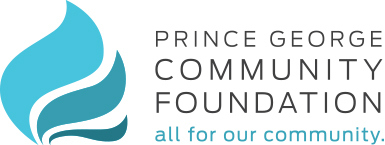 PRINCE GEORGE
COMMUNITY
FOUNDATION
all for our community.